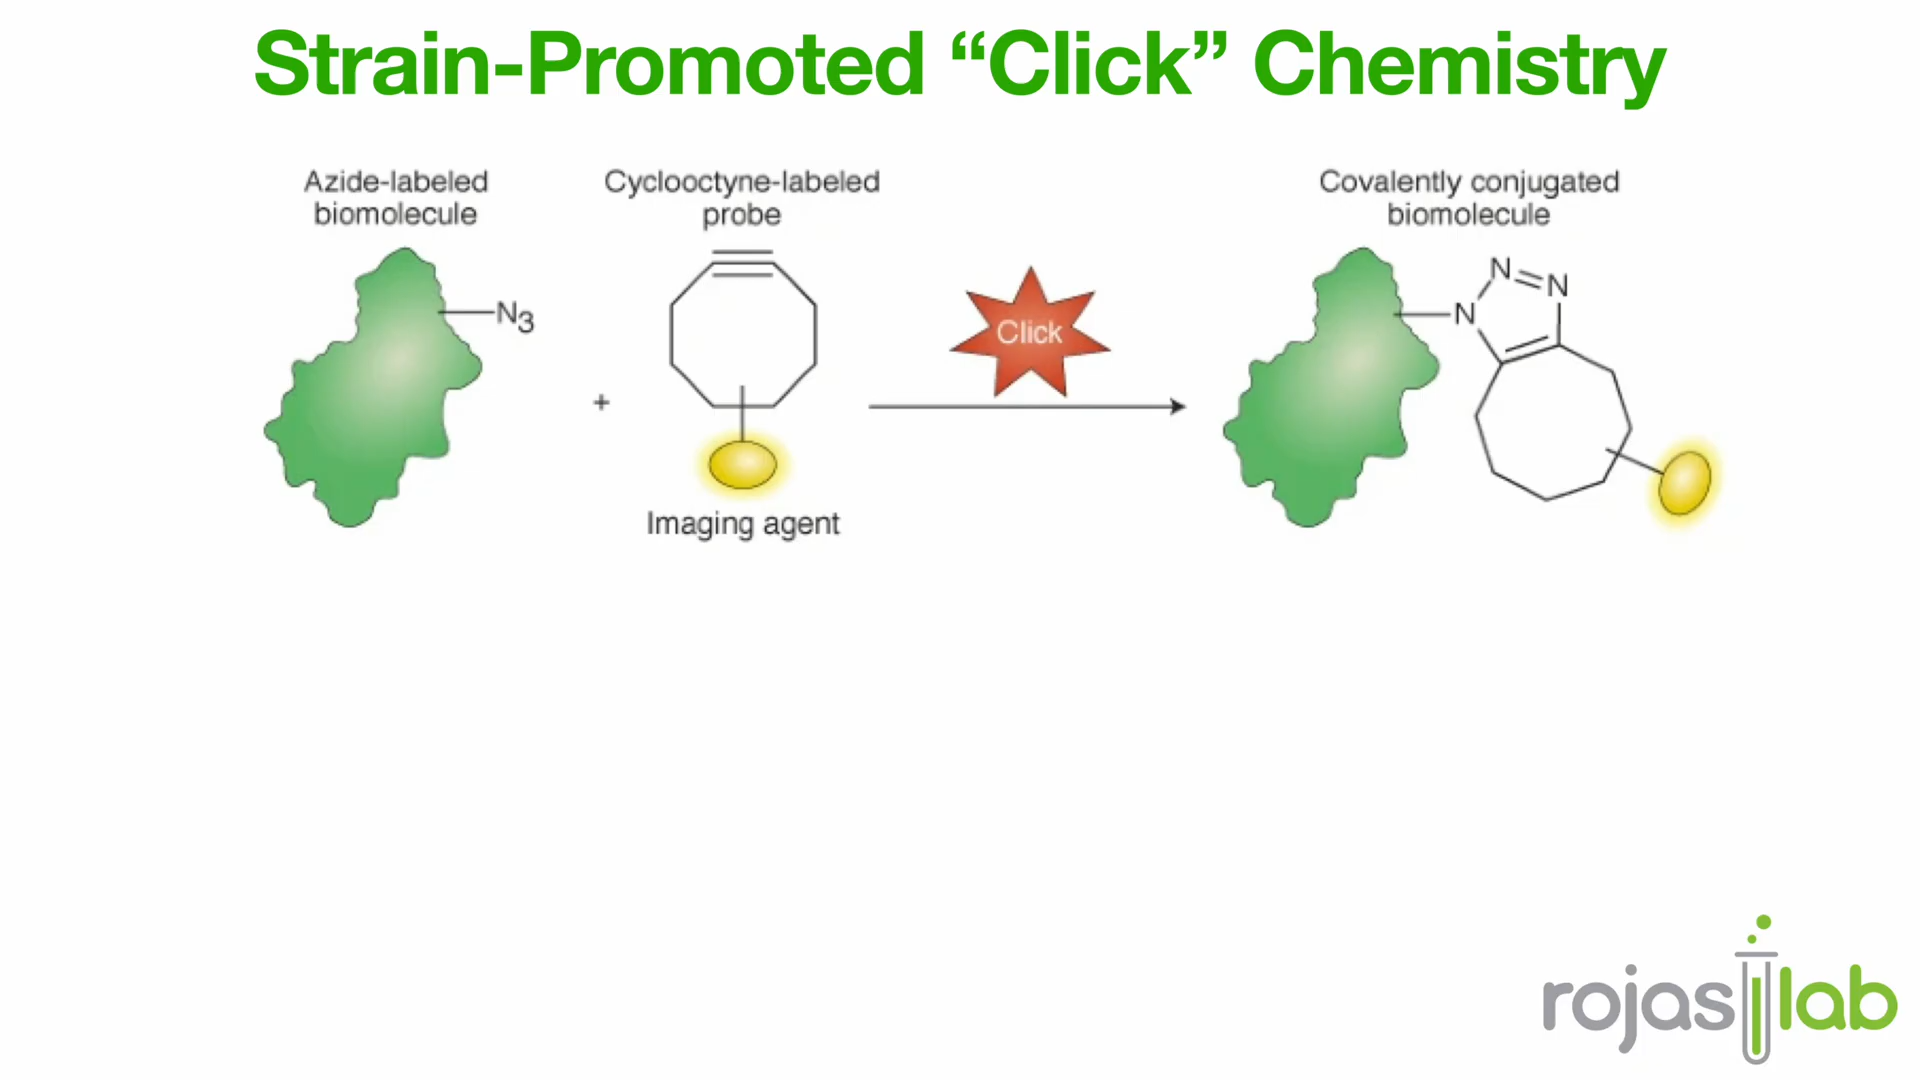 Strain-Promoted “Click” Chemistry
Azide-labeled
biomolecule
Cyclooctyne-labeled
probe
Covalently conjugated
biomolecule
N3
+
Click
N
N
N
Imaging agent
rojas lab